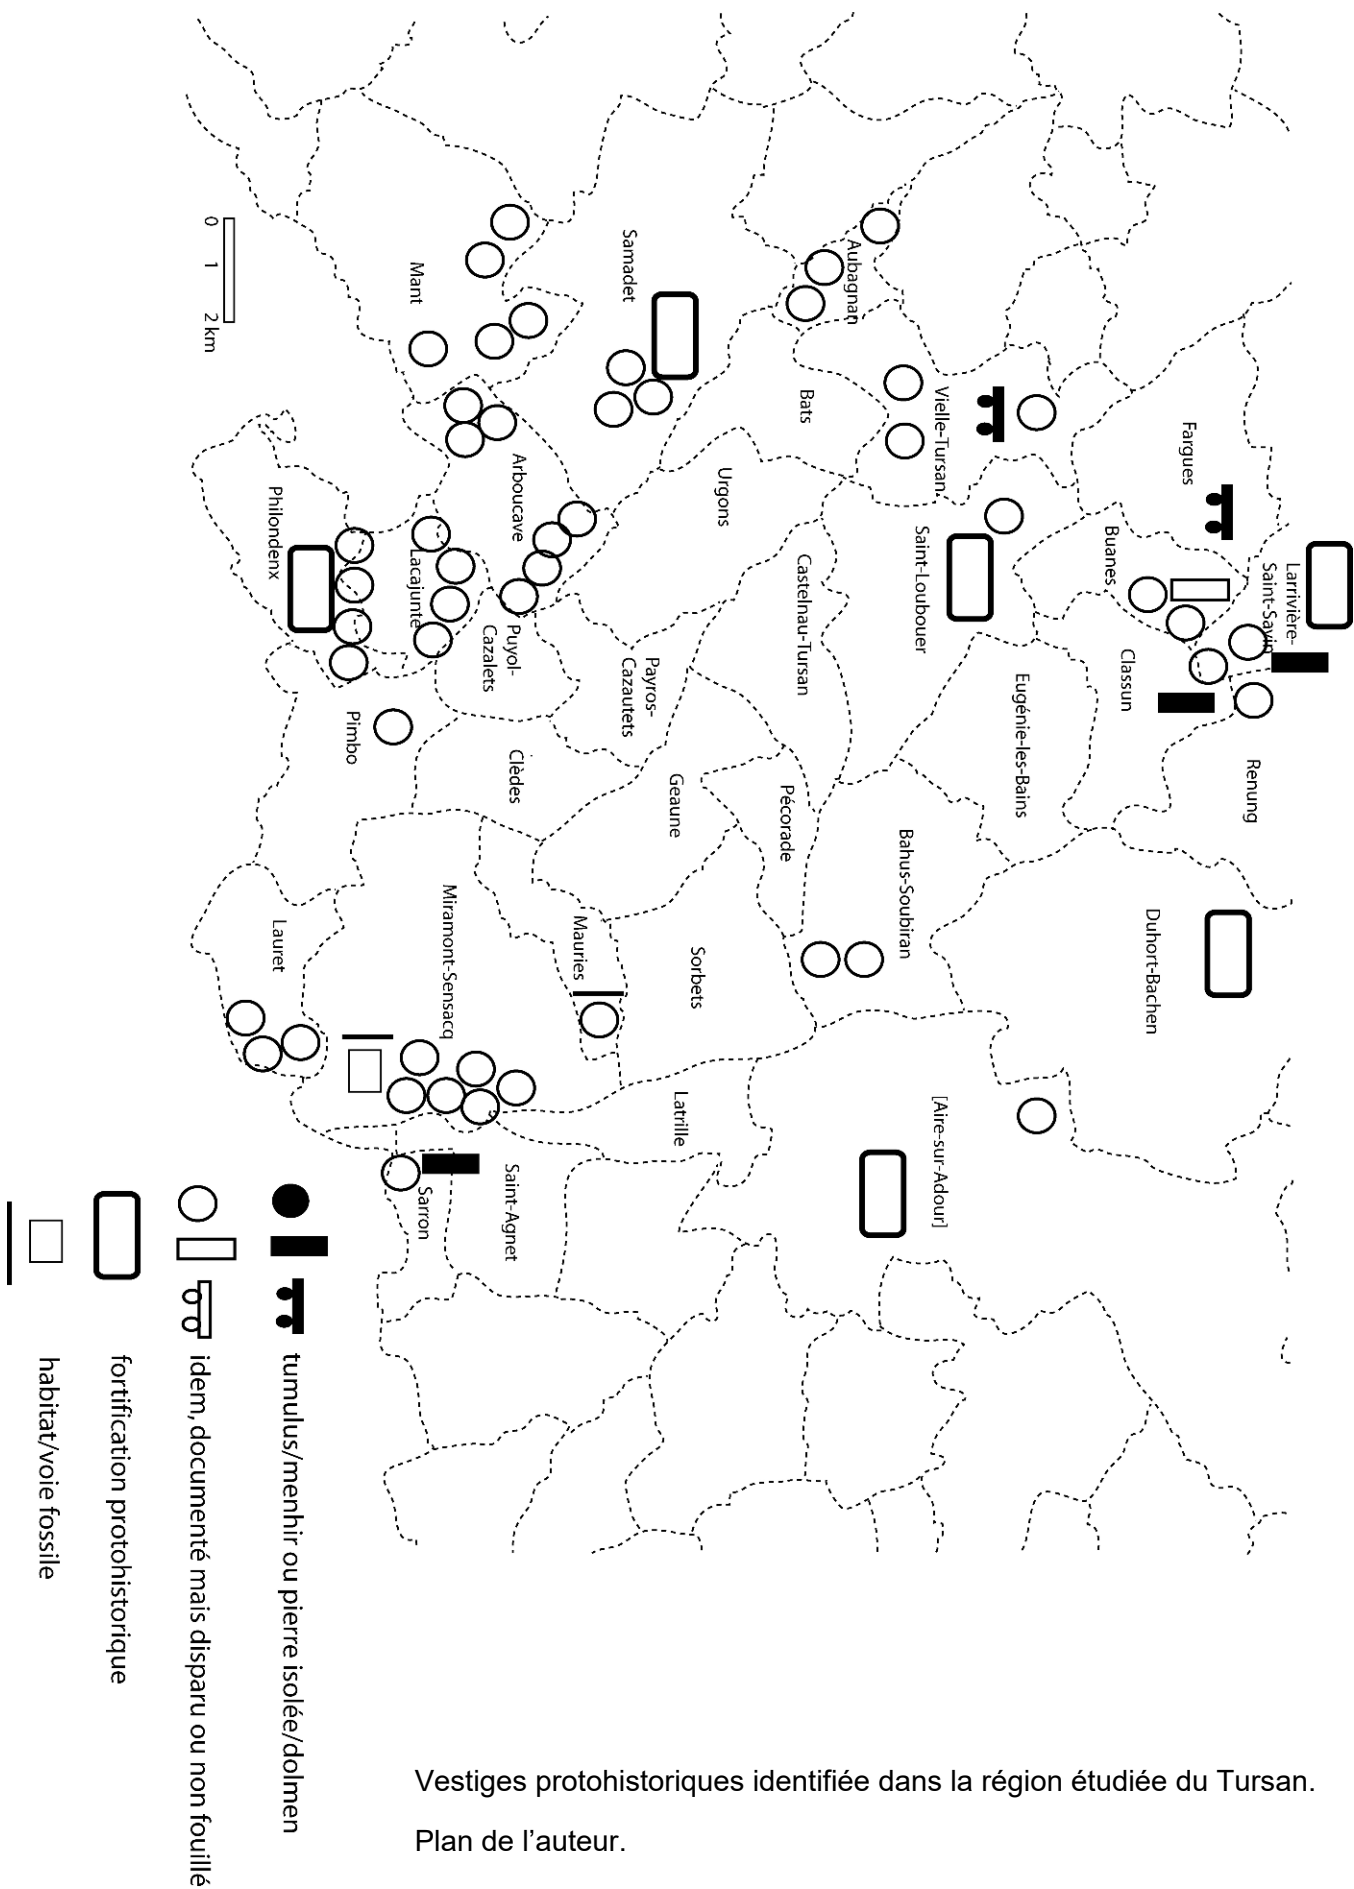 Larrivière-
Saint-Savin
Fargues
Renung
Buanes
Classun
Duhort-Bachen
Vielle-Tursan
Eugénie-les-Bains
Saint-Loubouer
Bahus-Soubiran
[Aire-sur-Adour]
Aubagnan
Bats
Castelnau-Tursan
Pécorade
Urgons
Geaune
Sorbets
Latrille
Samadet
Payros-
Cazautets
Mauries
Arboucave
Puyol-
Cazalets
Clèdes
Saint-Agnet
Mant
Lacajunte
Miramont-Sensacq
Sarron
Philondenx
Pimbo
Lauret
0 1 2 km
tumulus/menhir ou pierre isolée/dolmen
idem, documenté mais disparu ou non fouillé
fortification protohistorique
habitat/voie fossile
Vestiges protohistoriques identifiée dans la région étudiée du Tursan.
Plan de l’auteur.